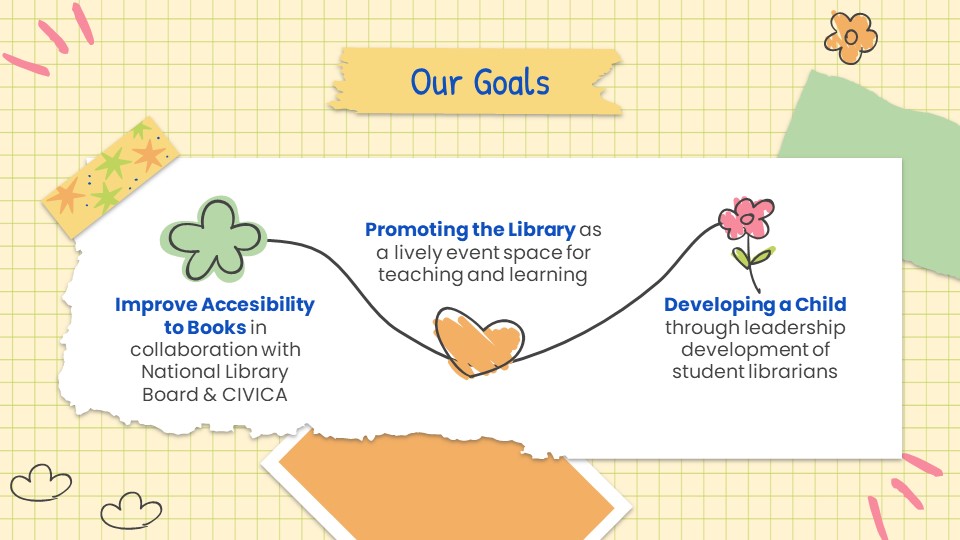 Our Goals
Improve Accesibility
to Books in
collaboration with
National Library
Board & CIVICA
Promoting the Library as
a lively event space for
teaching and learning
Developing a Child
through leadership
development of
student librarians